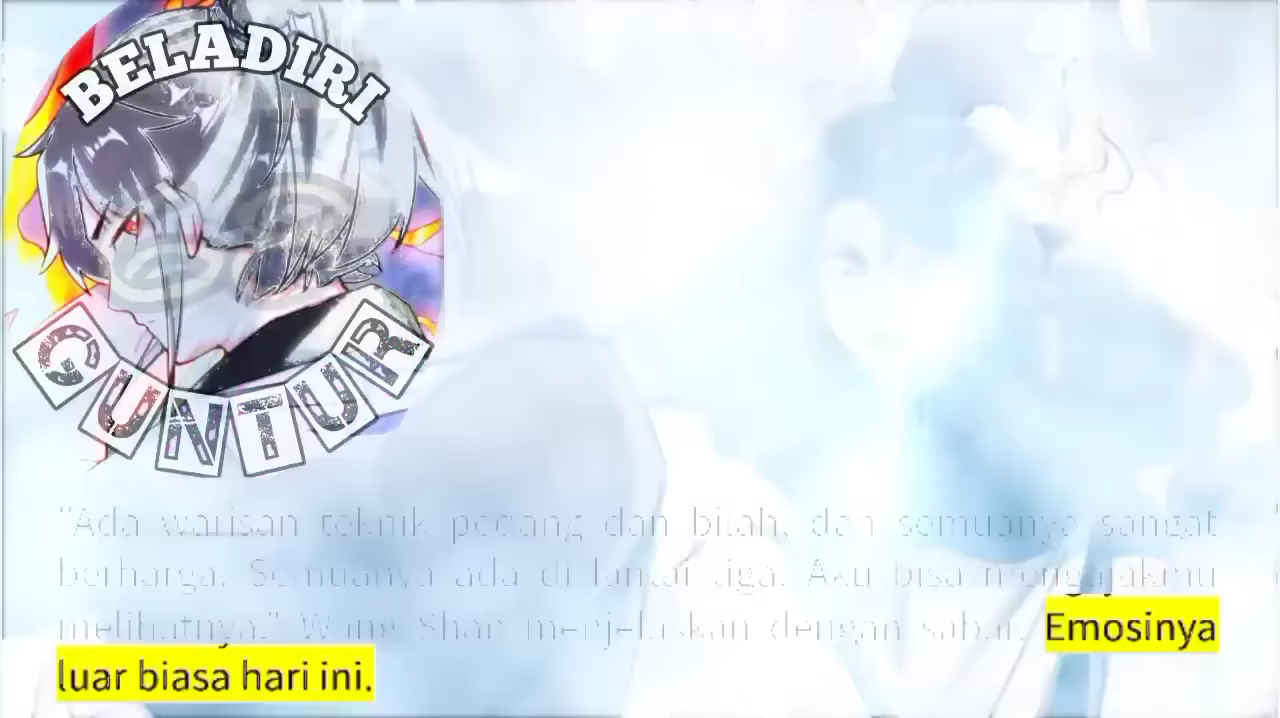 BELADIRI
GUNTUR
"Ada warisan teknik pedang dan bilah, dan semuanya sangat
berharga. Semuanya ada di lantai tiga. Aku bisa mengajakmu
melihatnya." Wang Shan menjelaskan dengan sabar. Emosinya
luar biasa hari ini.